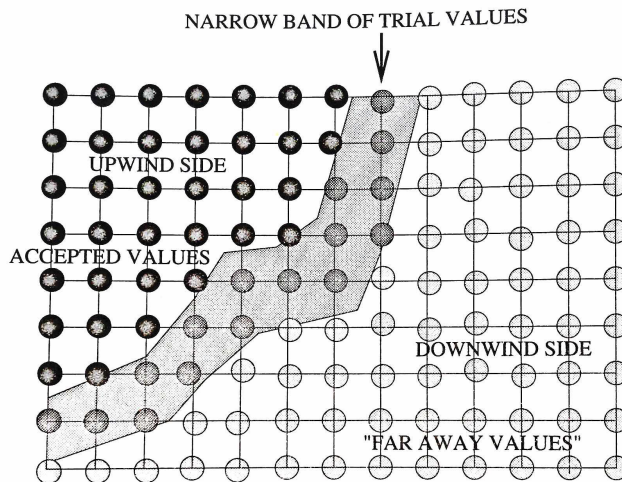 NARROW BAND OF TRIAL VALUES
UPWIND SIDE
ACCEPTED VALUES
DOWNWIND SIDE
"FAR AWAY VALUES"